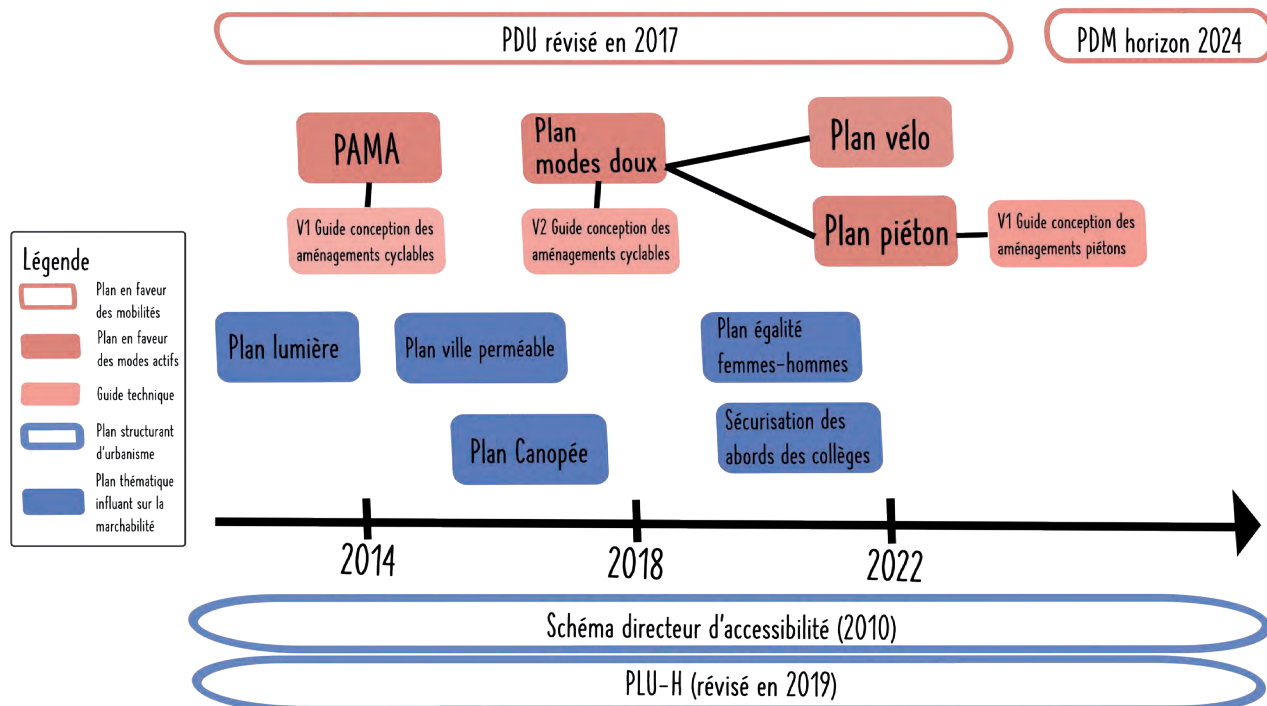 PDU révisé en 2017
PDM horizon 2024
PAMA
Plan
modes doux
Plan vélo
V1 Guide conception des
aménagements cyclables
V2 Guide conception des
aménagements cyclables
Plan piéton
V1 Guide conception des
aménagements piétons
Légende
Plan en faveur
des mobilités
Plan en faveur
des modes actifs
Guide technique
Plan structurant
d'urbanisme
Plan thématique
influant sur la
marchabilité
Plan lumière
Plan ville perméable
Plan égalité
femmes-hommes
Plan Canopée
Sécurisation des
abords des collèges
2014
2018
2022
Schéma directeur d'accessibilité (2010)
PLU-H (révisé en 2019)